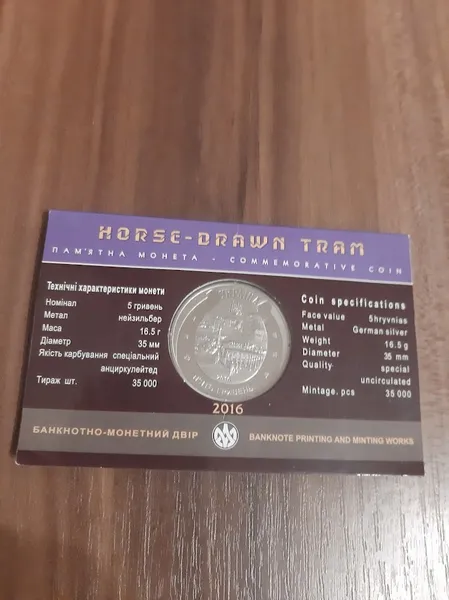 HORSE-DRAWN TRAM
ПАМ'ЯТНА МОНЕТА - COMMEMORATIVE COIN
Технічні характеристики монети
Номінал 5 гривень
Метал нейзильбер
Маса 16.5 г
Діаметр 35 мм
Якість карбування спеціальний
анциркулейтед
Тираж шт. 35 000
Coin specifications
Face value 5hryvnias
Metal German silver
Weight 16.5 g
Diameter 35 mm
Quality special
uncirculated
Mintage. pcs 35 000
2016
БАНКНОТНО-МОНЕТНИЙ ДВІР
BANKNOTE PRINTING AND MINTING WORKS